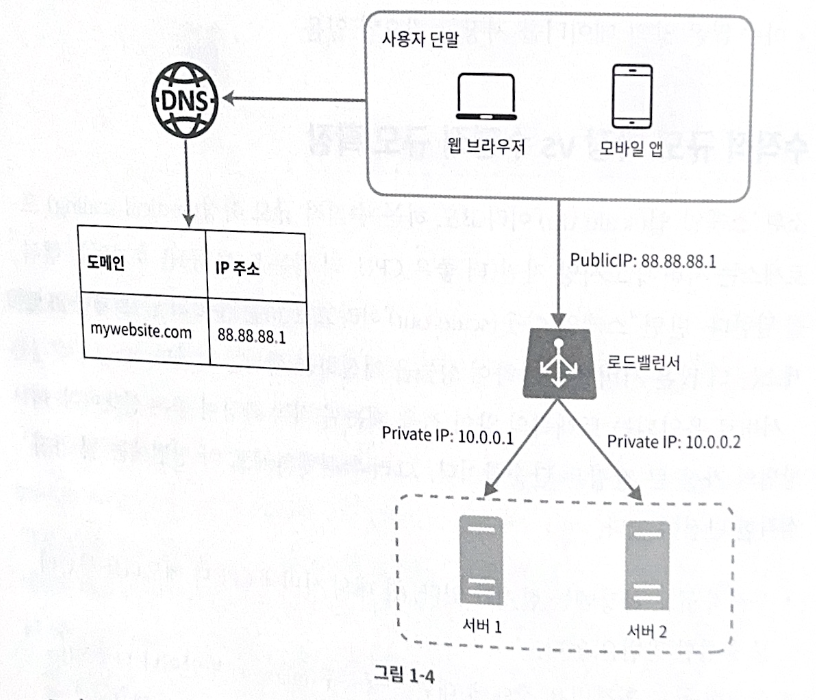 사용자 단말
DNS
웹 브라우저
모바일 앱
도메인
IP 주소
mywebsite.com
88.88.88.1
PublicIP: 88.88.88.1
로드밸런서
Private IP: 10.0.0.1
Private IP: 10.0.0.2
서버 1
서버 2
그림 1-4